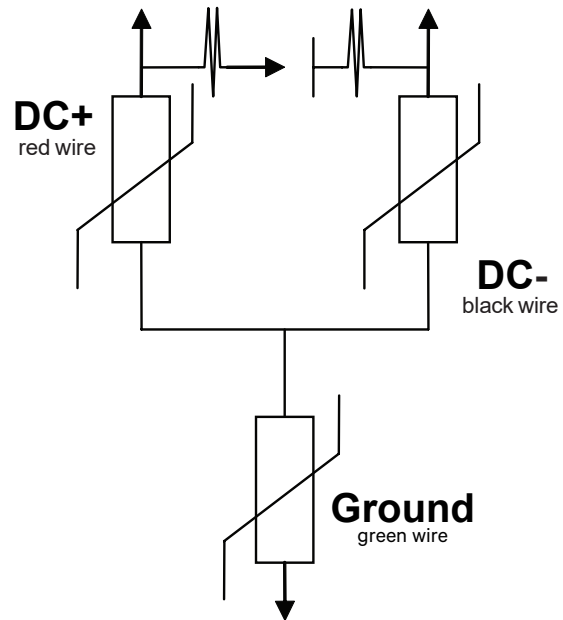 DC+
red wire
DC-
black wire
Ground
green wire